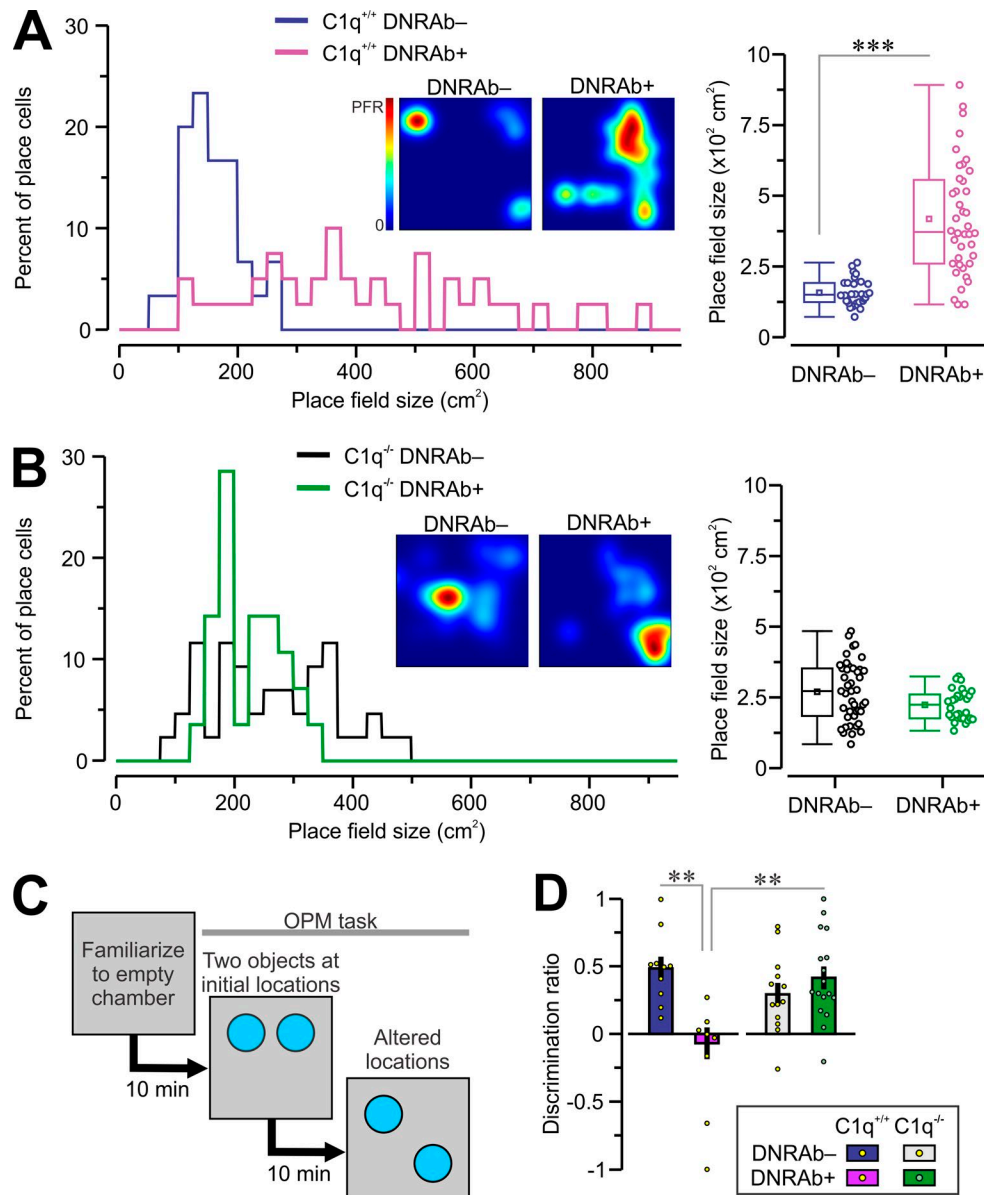 A
C1q+/+ DNRAb–
C1q+/+ DNRAb+
30
20
10
0
Percent of place cells
0 200 400 600 800
Place field size (cm2)
DNRAb– DNRAb+
PFR
0
***
10
7.5
5
2.5
0
Place field size (x102 cm2)
DNRAb– DNRAb+
B
C1q-/- DNRAb–
C1q-/- DNRAb+
30
20
10
0
Percent of place cells
0 200 400 600 800
Place field size (cm2)
DNRAb– DNRAb+
10
7.5
5
2.5
0
Place field size (x102 cm2)
DNRAb– DNRAb+
C
OPM task
Familiarize
to empty
chamber
Two objects at
initial locations
Altered
locations
10 min
10 min
D
** **
1
0.5
0
-0.5
-1
Discrimination ratio
C1q+/+ C1q-/-
DNRAb–
DNRAb+